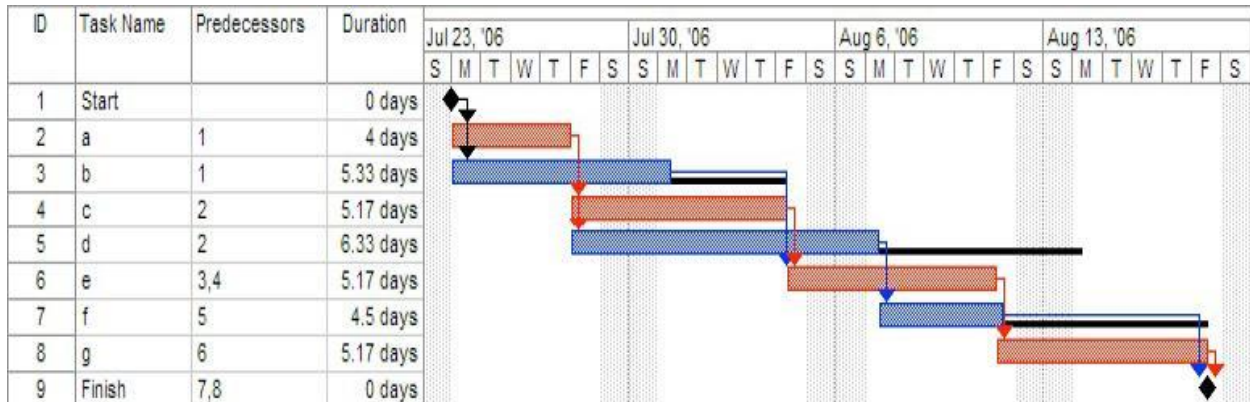 ID Task Name Predecessors Duration
Jul 23, '06 Jul 30, '06 Aug 6, '06 Aug 13, '06
S M T W T F S S M T W T F S S M T W T F S S M T W T F S
1 Start 0 days
2 a 1 4 days
3 b 1 5.33 days
4 c 2 5.17 days
5 d 2 6.33 days
6 e 3,4 5.17 days
7 f 5 4.5 days
8 g 6 5.17 days
9 Finish 7,8 0 days